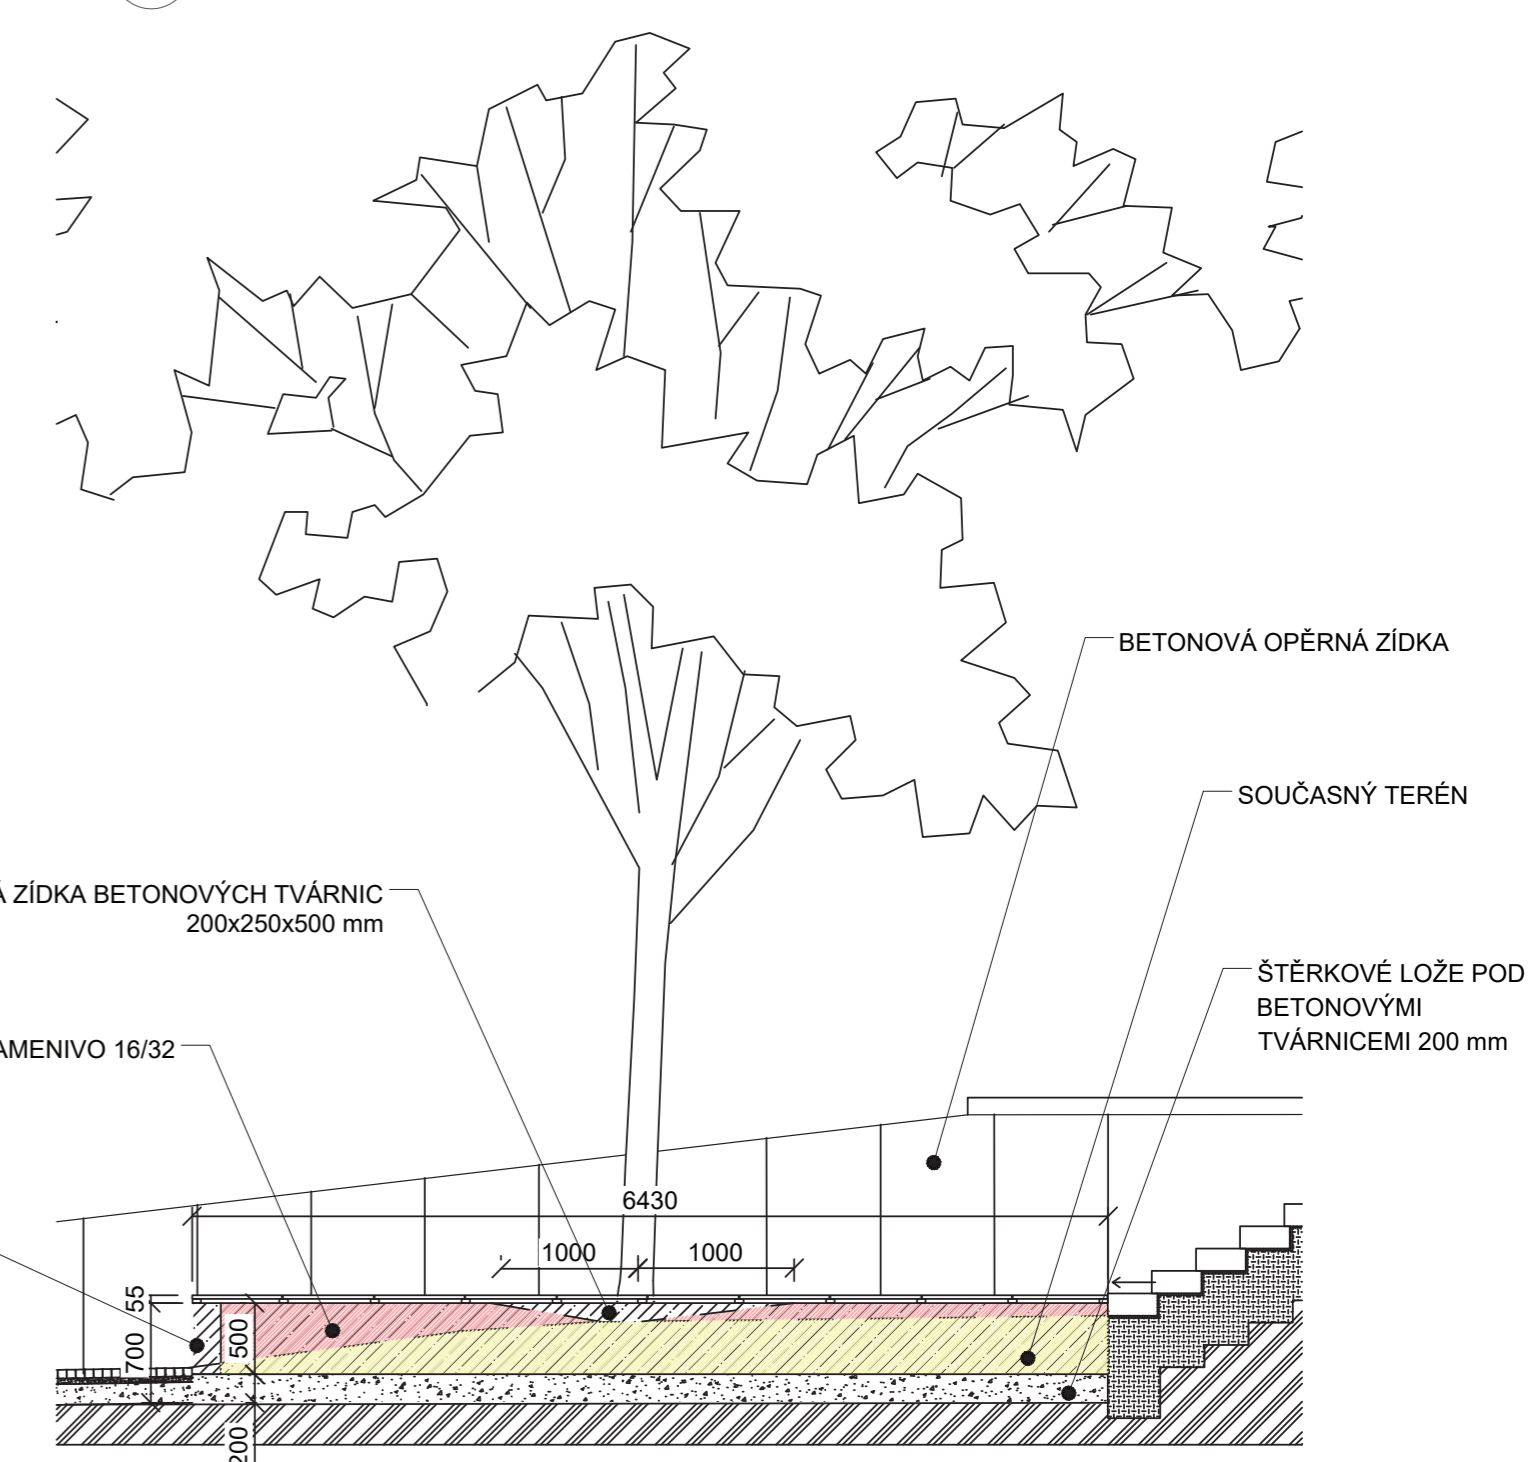 BETONOVÁ OPĚRNÁ ZÍDKA
SOUČASNÝ TERÉN
Á ZÍDKA BETONOVÝCH TVÁRNIC
200x250x500 mm
ŠTĚRKOVÉ LOŽE POD
BETONOVÝMI
TVÁRNICEMI 200 mm
AMENIVO 16/32
6430
1000
1000
55
700
500
200